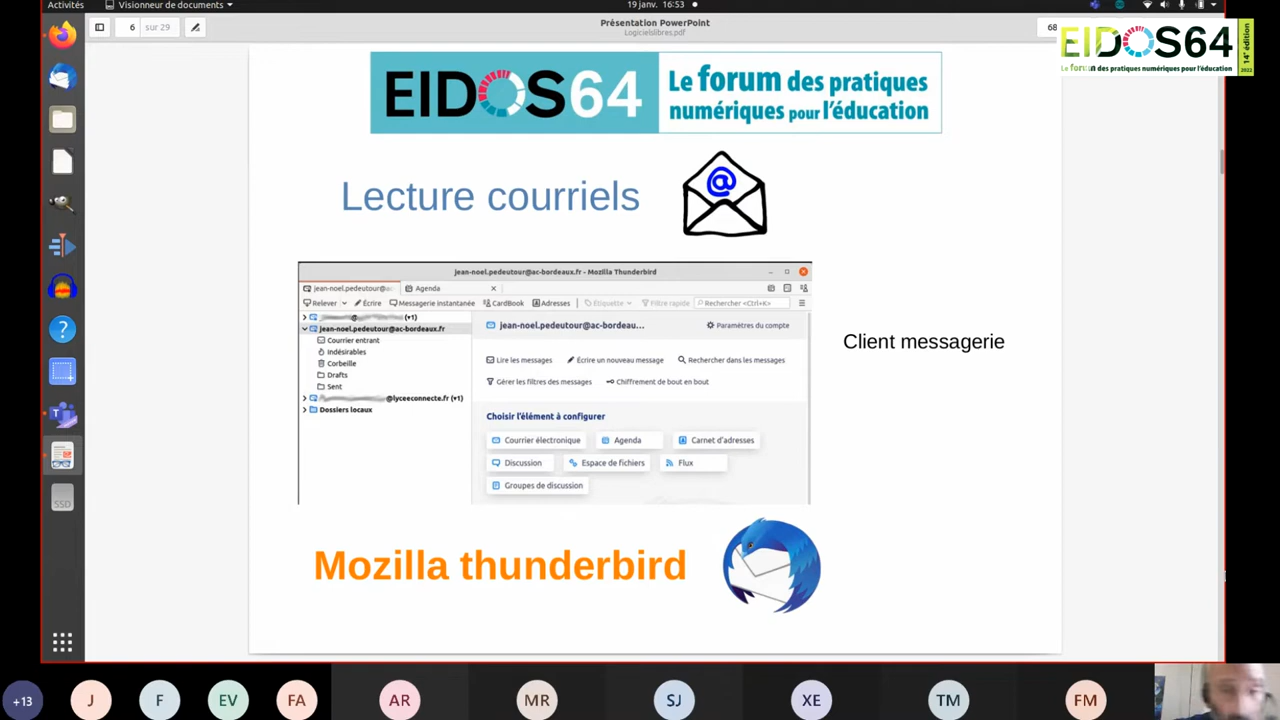 Activités
Visionneur de documents
19 janv. 16:53
6 sur 29
Présentation PowerPoint
Logicielslibres.pdf
68
EIDOS64
Le forum des pratiques numériques pour l'éducation
14e édition
2022
EIDOS64
Le forum des pratiques
numériques pour l'éducation
Lecture courriels
@
jean-noel.pedeutour@ac-bordeaux.fr - Mozilla Thunderbird
jean-noel.pedeutour@ac-
Agenda
Relever
Écrire
Messagerie instantanée
CardBook
Adresses
Étiquette
Filtre rapide
Rechercher <Ctrl+K>
jean-noel.pedeutour@ac-bordeaux.fr
Courrier entrant
Indésirables
Corbeille
Drafts
Sent
@lyceeconnecte.fr (+1)
Dossiers locaux
jean-noel.pedeutour@ac-bordeau...
Paramètres du compte
Lire les messages
Écrire un nouveau message
Rechercher dans les messages
Gérer les filtres des messages
Chiffrement de bout en bout
Choisir l'élément à configurer
Courrier électronique
Agenda
Carnet d'adresses
Discussion
Espace de fichiers
Flux
Groupes de discussion
Client messagerie
Mozilla thunderbird
SSD
+13
J
F
EV
FA
AR
MR
SJ
XE
TM
FM